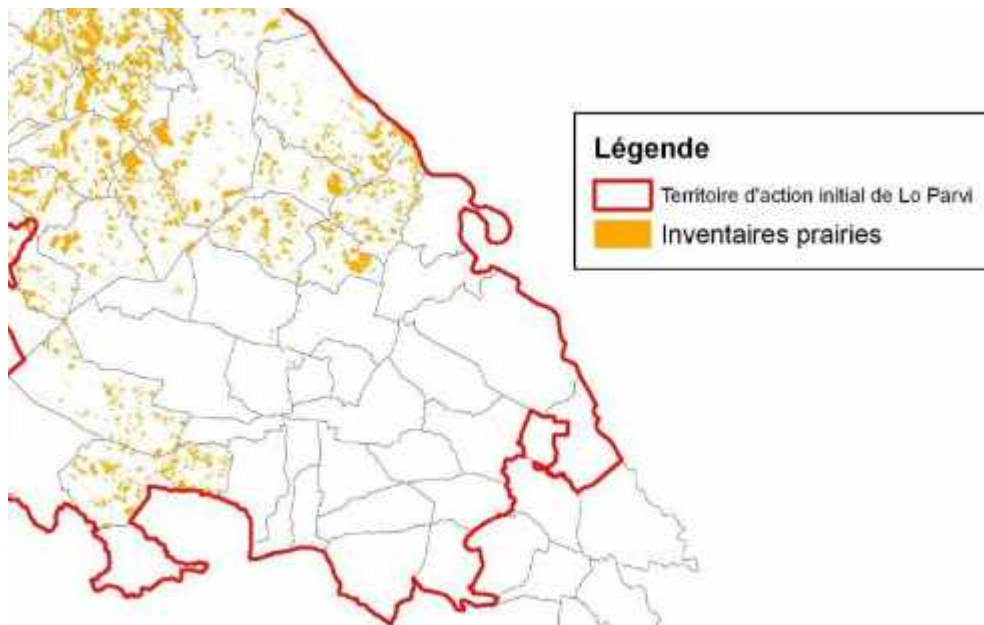 Légende
Territoire d'action initial de Lo Parvi
Inventaires prairies